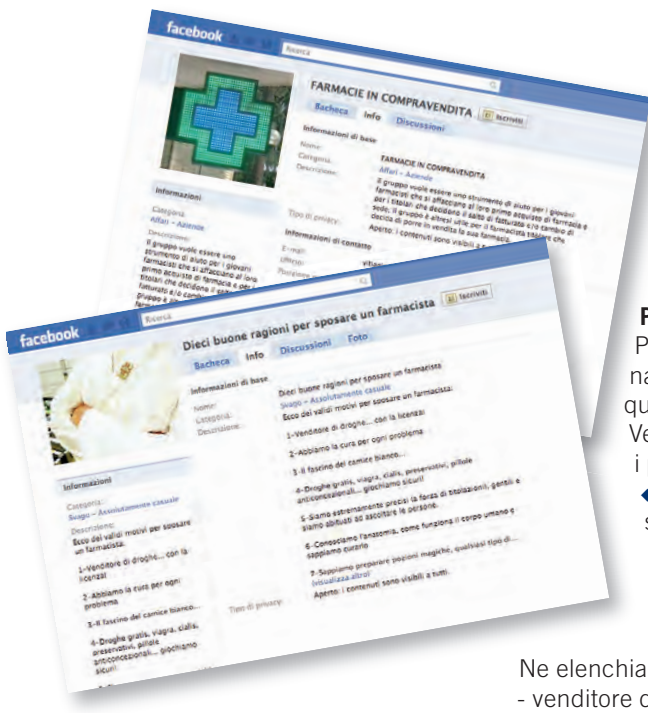 facebook
Ricerca
FARMACIE IN COMPRAVENDITA
Iscriviti
Bacheca Info Discussioni
Informazioni di base
Nome: FARMACIE IN COMPRAVENDITA
Categoria: Affari – Aziende
Descrizione:
Il gruppo vuole essere uno strumento di aiuto per i giovani
farmacisti che si affacciano al loro primo acquisto di farmacia e
per i titolari che decidano il salto di fatturato e/o cambio di
sede; il gruppo è altresì utile per il farmacista titolare che
decida di porre in vendita la sua farmacia.
Tipo di privacy: Aperto: i contenuti sono visibili a
Informazioni di contatto
E-mail:
Ufficio:
Informazioni
Categoria:
Affari – Aziende
Descrizione:
Il gruppo vuole essere uno
strumento di aiuto per i giovani
farmacisti che si affacciano al loro
primo acquisto di farmacia e per i
titolari che decidano il
fatturato e/o
facebook
Ricerca
Dieci buone ragioni per sposare un farmacista
Iscriviti
Bacheca Info Discussioni Foto
Informazioni di base
Nome: Dieci buone ragioni per sposare un farmacista
Categoria: Svago – Assolutamente casuale
Descrizione: Ecco dei validi motivi per sposare un farmacista:
1-Venditore di droghe... con la licenza!
2-Abbiamo la cura per ogni problema
3-Il fascino del camice bianco...
4-Droghe gratis, viagra, cialis, preservativi, pillole
anticoncezionali... giochiamo sicuri!
5-Siamo estremamente precisi (a forza di titolazioni), gentili e
siamo abituati ad ascoltare le persone.
6-Conosciamo l'anatomia, come funziona il corpo umano e
sappiamo curarlo
7-Sappiamo preparare pozioni magiche, qualsiasi tipo di...
(visualizza altro)
Tipo di privacy: Aperto: i contenuti sono visibili a tutti.
Informazioni
Categoria:
Svago – Assolutamente casuale
Descrizione:
Ecco dei validi motivi per sposare
un farmacista:
1-Venditore di droghe... con la
licenza!
2-Abbiamo la cura per ogni
problema
3-Il fascino del camice bianco...
4-Droghe gratis, viagra, cialis,
preservativi, pillole
anticoncezionali... giochiamo
sicuri!
P
na
qu
Ve
i
s
Ne elenchia
- venditore